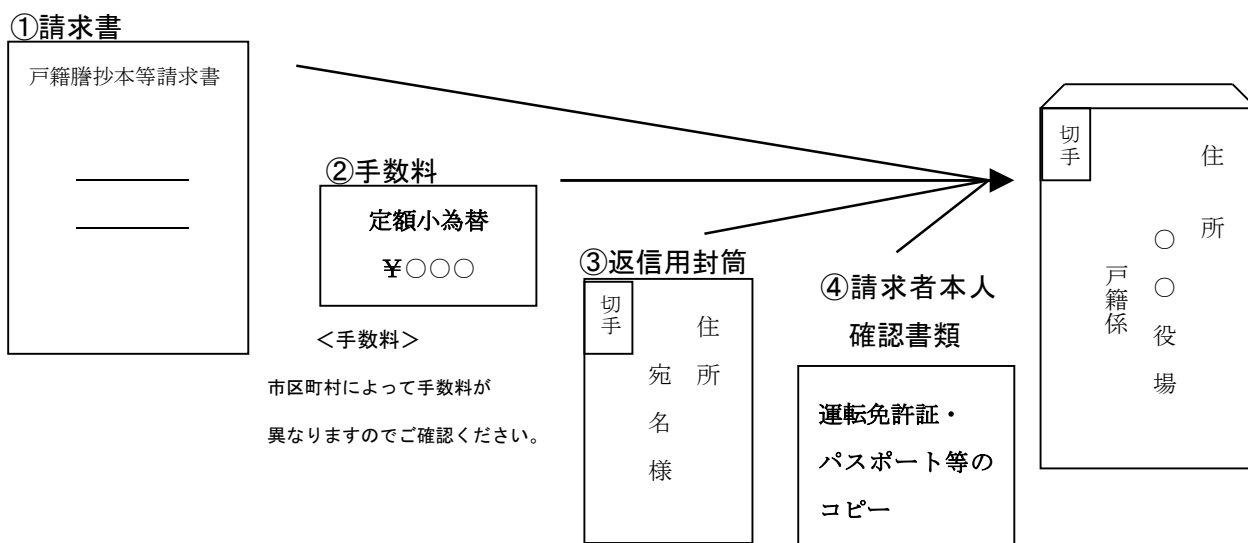 ①請求書
戸籍謄抄本等請求書
②手数料
定額小為替
¥○○○
<手数料>
市区町村によって手数料が
異なりますのでご確認ください。
③返信用封筒
切手
住所
宛名様
④請求者本人
確認書類
運転免許証・
パスポート等の
コピー
切手
住所
○○役場
戸籍係